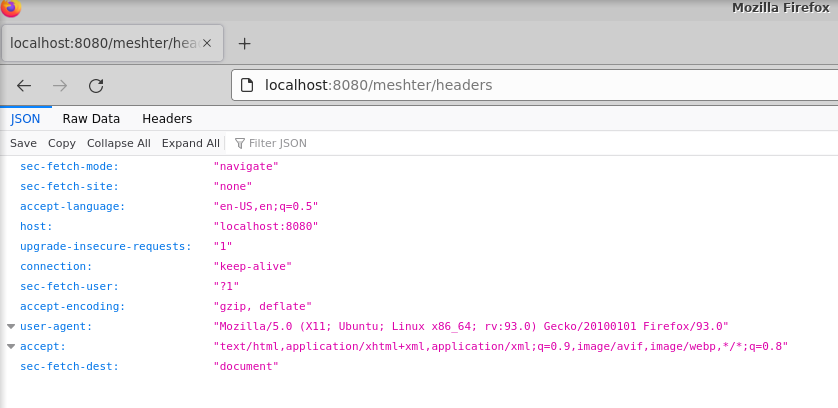 Mozilla Firefox
localhost:8080/meshter/hea
localhost:8080/meshter/headers
JSON Raw Data Headers
Save Copy Collapse All Expand All Filter JSON
sec-fetch-mode: "navigate"
sec-fetch-site: "none"
accept-language: "en-US,en;q=0.5"
host: "localhost:8080"
upgrade-insecure-requests: "1"
connection: "keep-alive"
sec-fetch-user: "?1"
accept-encoding: "gzip, deflate"
user-agent: "Mozilla/5.0 (X11; Ubuntu; Linux x86_64; rv:93.0) Gecko/20100101 Firefox/93.0"
accept: "text/html,application/xhtml+xml,application/xml;q=0.9,image/avif,image/webp,*/*;q=0.8"
sec-fetch-dest: "document"